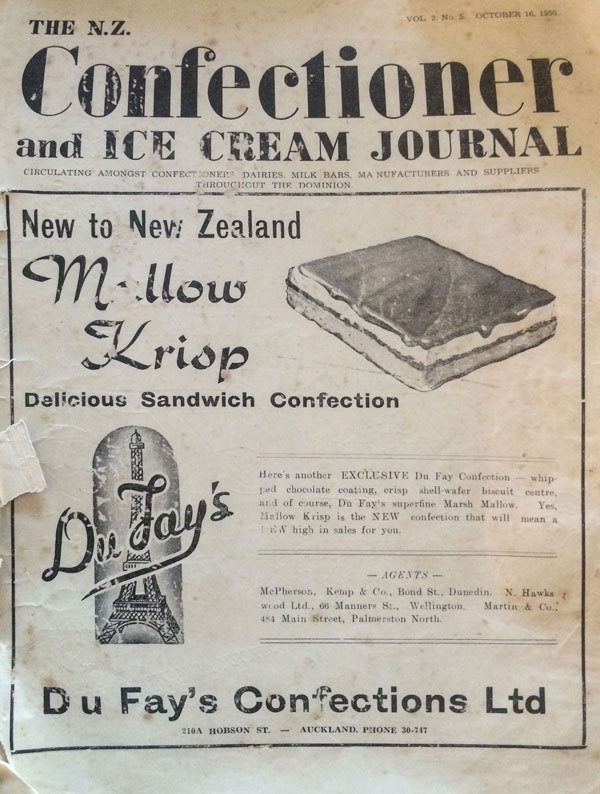 VOL. 2. No. 5. OCTOBER 16, 1950.
THE N.Z.
Confectioner
and ICE CREAM JOURNAL
CIRCULATING AMONGST CONFECTIONERS DAIRIES, MILK BARS, MANUFACTURERS AND SUPPLIERS
THROUGHOUT THE DOMINION.
New to New Zealand
Mallow
Krisp
Delicious Sandwich Confection
Du Fay's
Here's another EXCLUSIVE Du Fay Confection — whip-
ped chocolate coating, crisp shell-wafer biscuit centre,
and of course, Du Fay's superfine Marsh Mallow. Yes,
Mallow Krisp is the NEW confection that will mean a
NEW high in sales for you.
— AGENTS —
McPherson, Kemp & Co., Bond St., Dunedin. N. Hawks
wood Ltd., 66 Manners St., Wellington. Martin & Co.,
484 Main Street, Palmerston North.
Du Fay's Confections Ltd
210A HOBSON ST. — AUCKLAND. PHONE 30-747